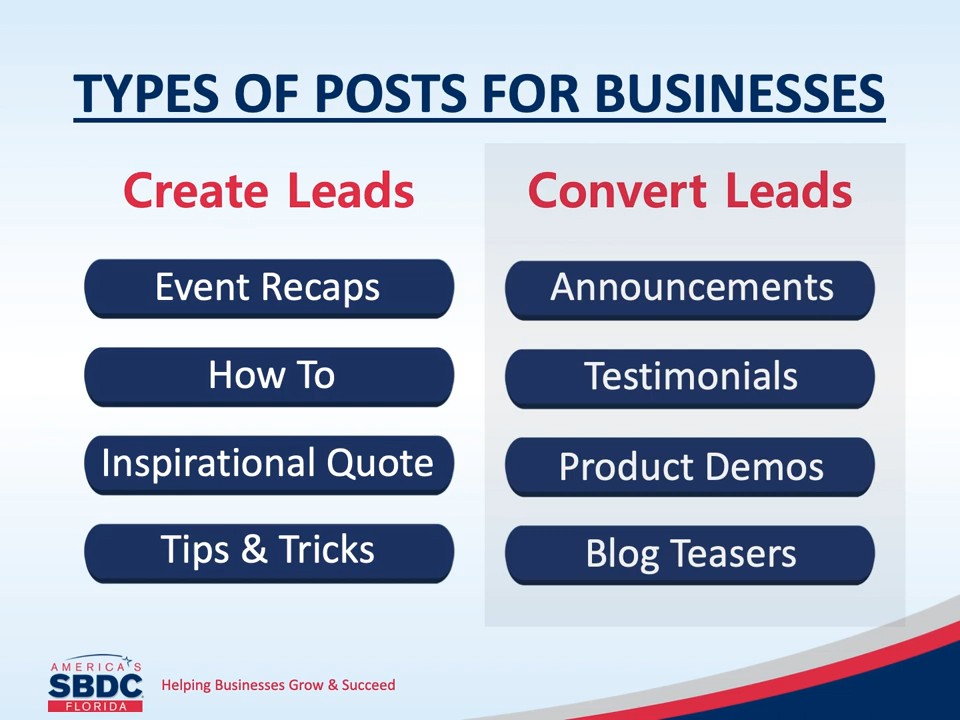 TYPES OF POSTS FOR BUSINESSES
Create Leads
Event Recaps
How To
Inspirational Quote
Tips & Tricks
Convert Leads
Announcements
Testimonials
Product Demos
Blog Teasers
AMERICA'S
SBDC
FLORIDA
Helping Businesses Grow & Succeed